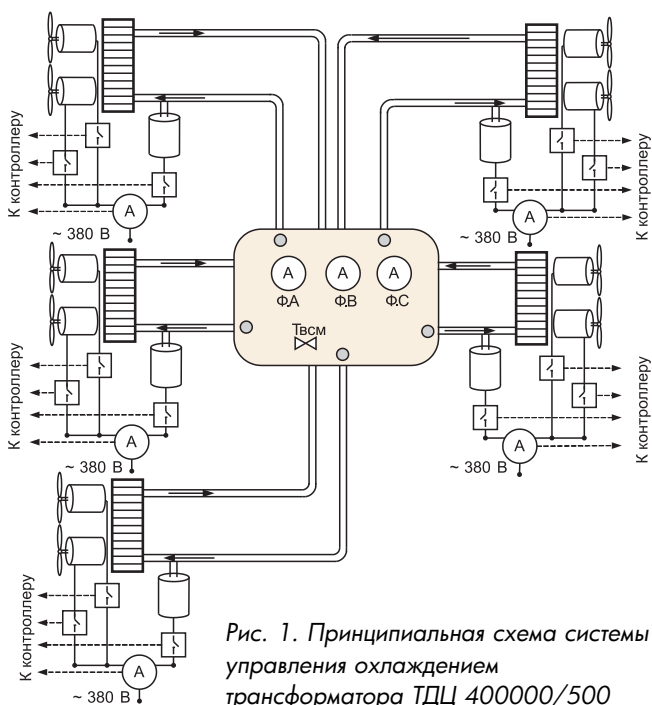 К контроллеру
А
~ 380 В
К контроллеру
А
~ 380 В
А
А
А
Ф.А
Ф.В
Ф.С
Твсм
К контроллеру
А
~ 380 В
К контроллеру
А
~ 380 В
К контроллеру
А
~ 380 В
Рис. 1. Принципиальная схема системы
управления охлаждением
трансформатора ТДЦ 400000/500